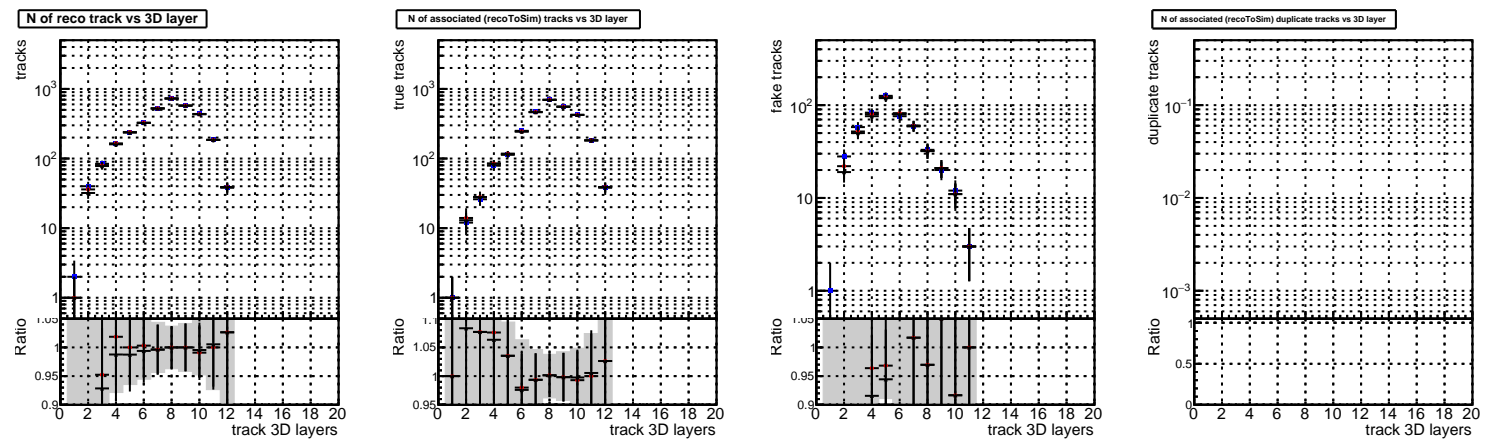 N of reco track vs 3D layer
tracks
10³
10²
10
1
1.05
Ratio
1
0.95
0.9
0 2 4 6 8 10 12 14 16 18 20
track 3D layers
N of associated (recoToSim) tracks vs 3D layer
true tracks
10³
10²
10
1
1.1
Ratio
1.05
1
0.95
0 2 4 6 8 10 12 14 16 18 20
track 3D layers
fake tracks
10²
10
1
1.05
Ratio
1
0.95
0.9
0 2 4 6 8 10 12 14 16 18 20
track 3D layers
N of associated (recoToSim) duplicate tracks vs 3D layer
duplicate tracks
10⁻¹
10⁻²
10⁻³
Ratio
1
0.5
0
0 2 4 6 8 10 12 14 16 18 20
track 3D layers